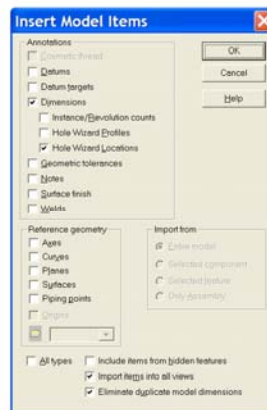 Insert Model Items
Annotations
Cosmetic thread
Datums
Datum targets
Dimensions
Instance/Revolution counts
Hole Wizard Profiles
Hole Wizard Locations
Geometric tolerances
Notes
Surface finish
Welds
OK
Cancel
Help
Reference geometry
Axes
Curves
Planes
Surfaces
Piping points
Origins
Import from
Entire model
Selected component
Selected feature
Only Assembly
All types
Include items from hidden features
Import items into all views
Eliminate duplicate model dimensions